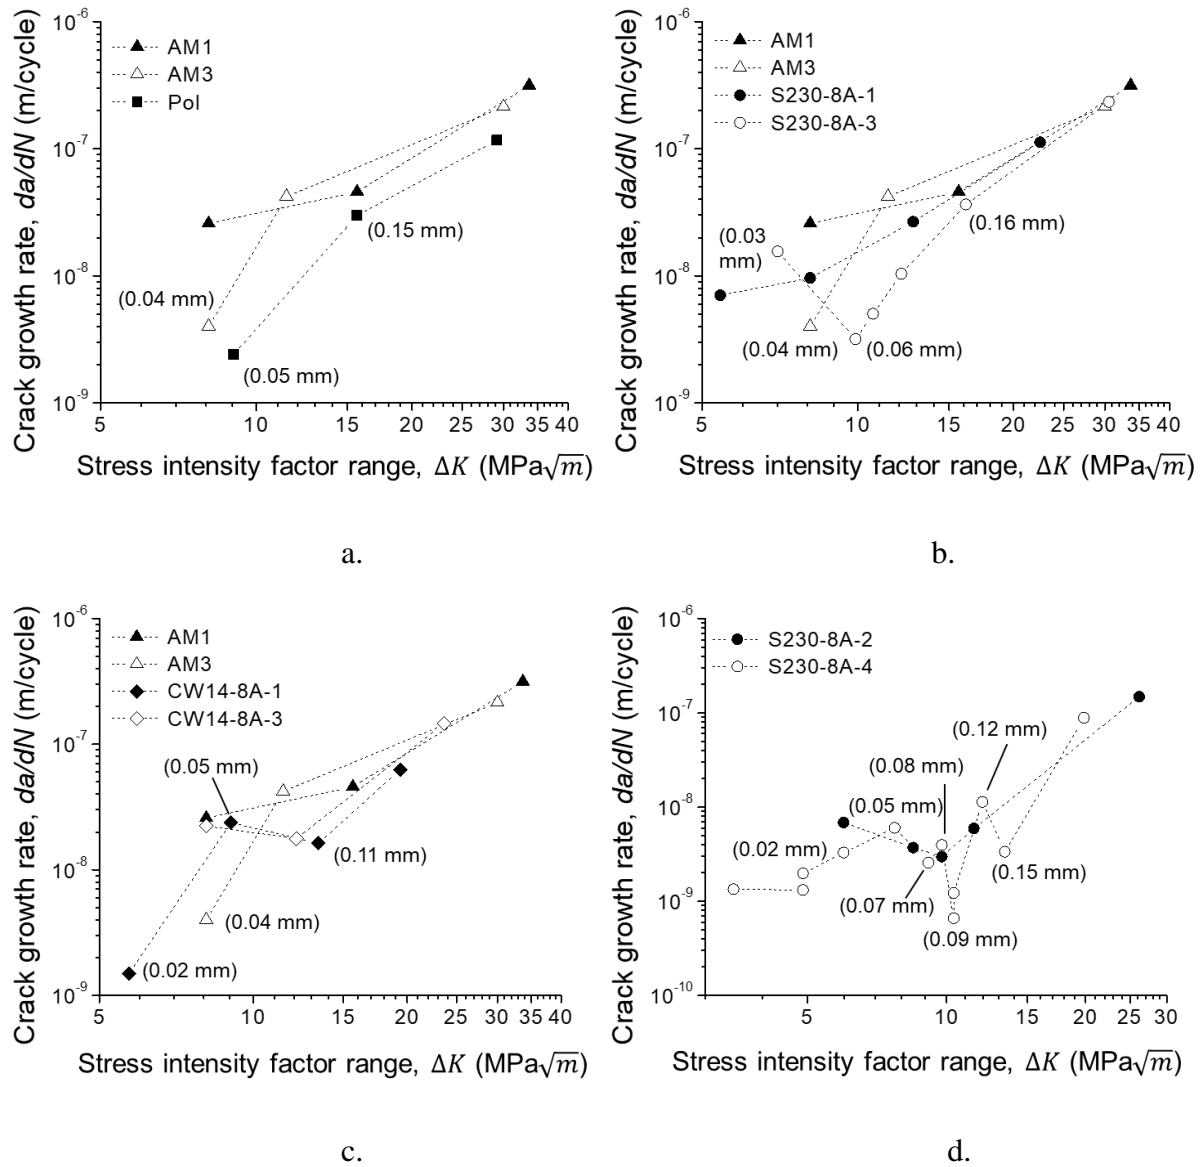 10⁻⁶
AM1
AM3
Pol
10⁻⁷
10⁻⁸
10⁻⁹
(0.15 mm)
(0.04 mm)
(0.05 mm)
Crack growth rate, da/dN (m/cycle)
5 10 15 20 25 30 35 40
Stress intensity factor range, ΔK (MPa√m)
a.
10⁻⁶
AM1
AM3
S230-8A-1
S230-8A-3
10⁻⁷
10⁻⁸
10⁻⁹
(0.03
mm)
(0.16 mm)
(0.04 mm)
(0.06 mm)
Crack growth rate, da/dN (m/cycle)
5 10 15 20 25 30 35 40
Stress intensity factor range, ΔK (MPa√m)
b.
10⁻⁶
AM1
AM3
CW14-8A-1
CW14-8A-3
10⁻⁷
10⁻⁸
10⁻⁹
(0.05 mm)
(0.11 mm)
(0.04 mm)
(0.02 mm)
Crack growth rate, da/dN (m/cycle)
5 10 15 20 25 30 35 40
Stress intensity factor range, ΔK (MPa√m)
c.
10⁻⁶
S230-8A-2
S230-8A-4
10⁻⁷
10⁻⁸
10⁻⁹
10⁻¹⁰
(0.12 mm)
(0.08 mm)
(0.05 mm)
(0.02 mm)
(0.15 mm)
(0.07 mm)
(0.09 mm)
Crack growth rate, da/dN (m/cycle)
5 10 15 20 25 30
Stress intensity factor range, ΔK (MPa√m)
d.